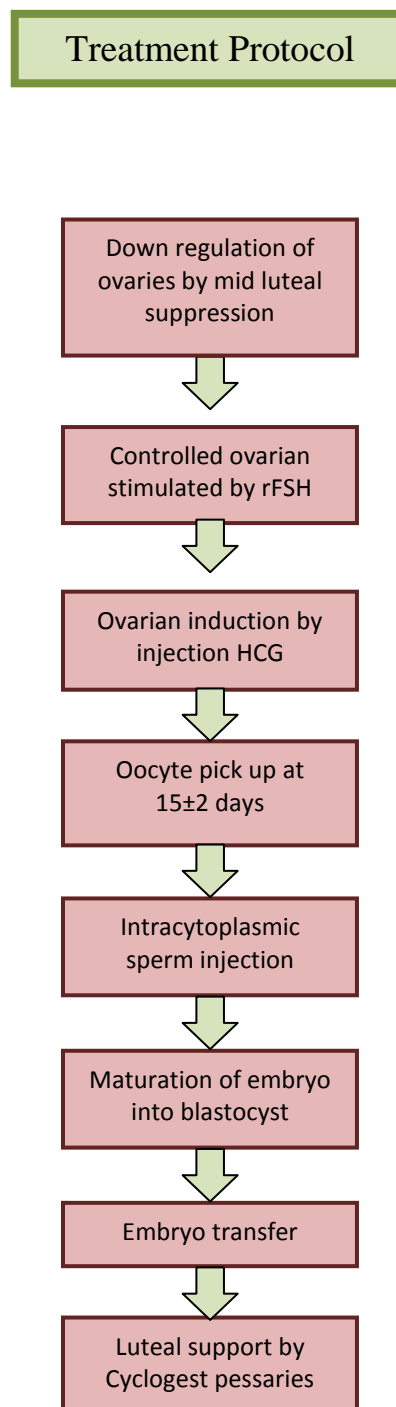 Treatment Protocol
Down regulation of
ovaries by mid luteal
suppression
Controlled ovarian
stimulated by rFSH
Ovarian induction by
injection HCG
Oocyte pick up at
15±2 days
Intracytoplasmic
sperm injection
Maturation of embryo
into blastocyst
Embryo transfer
Luteal support by
Cyclogest pessaries